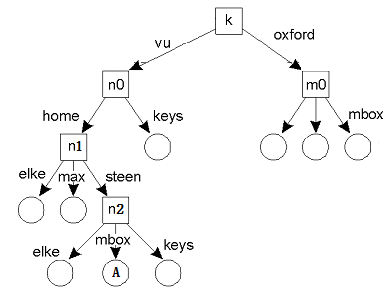 k
vu
oxford
n0
m0
home
keys
mbox
n1
elke
max
steen
n2
elke
mbox
keys
A